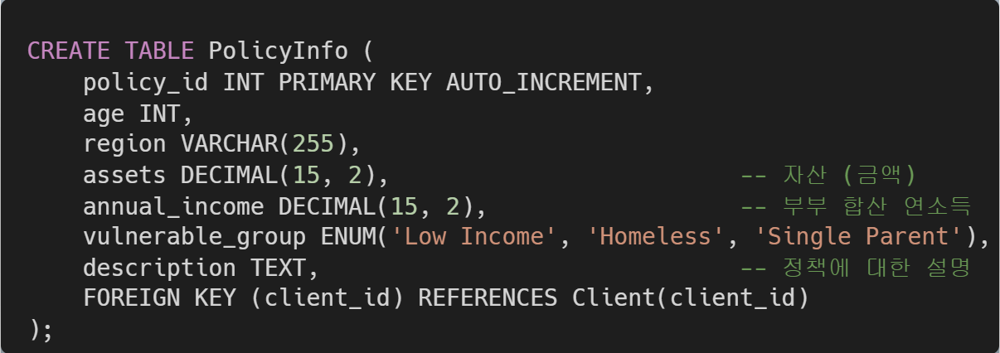 CREATE TABLE PolicyInfo (
    policy_id INT PRIMARY KEY AUTO_INCREMENT,
    age INT,
    region VARCHAR(255),
    assets DECIMAL(15, 2),                         -- 자산 (금액)
    annual_income DECIMAL(15, 2),                  -- 부부 합산 연소득
    vulnerable_group ENUM('Low Income', 'Homeless', 'Single Parent'),
    description TEXT,                              -- 정책에 대한 설명
    FOREIGN KEY (client_id) REFERENCES Client(client_id)
);